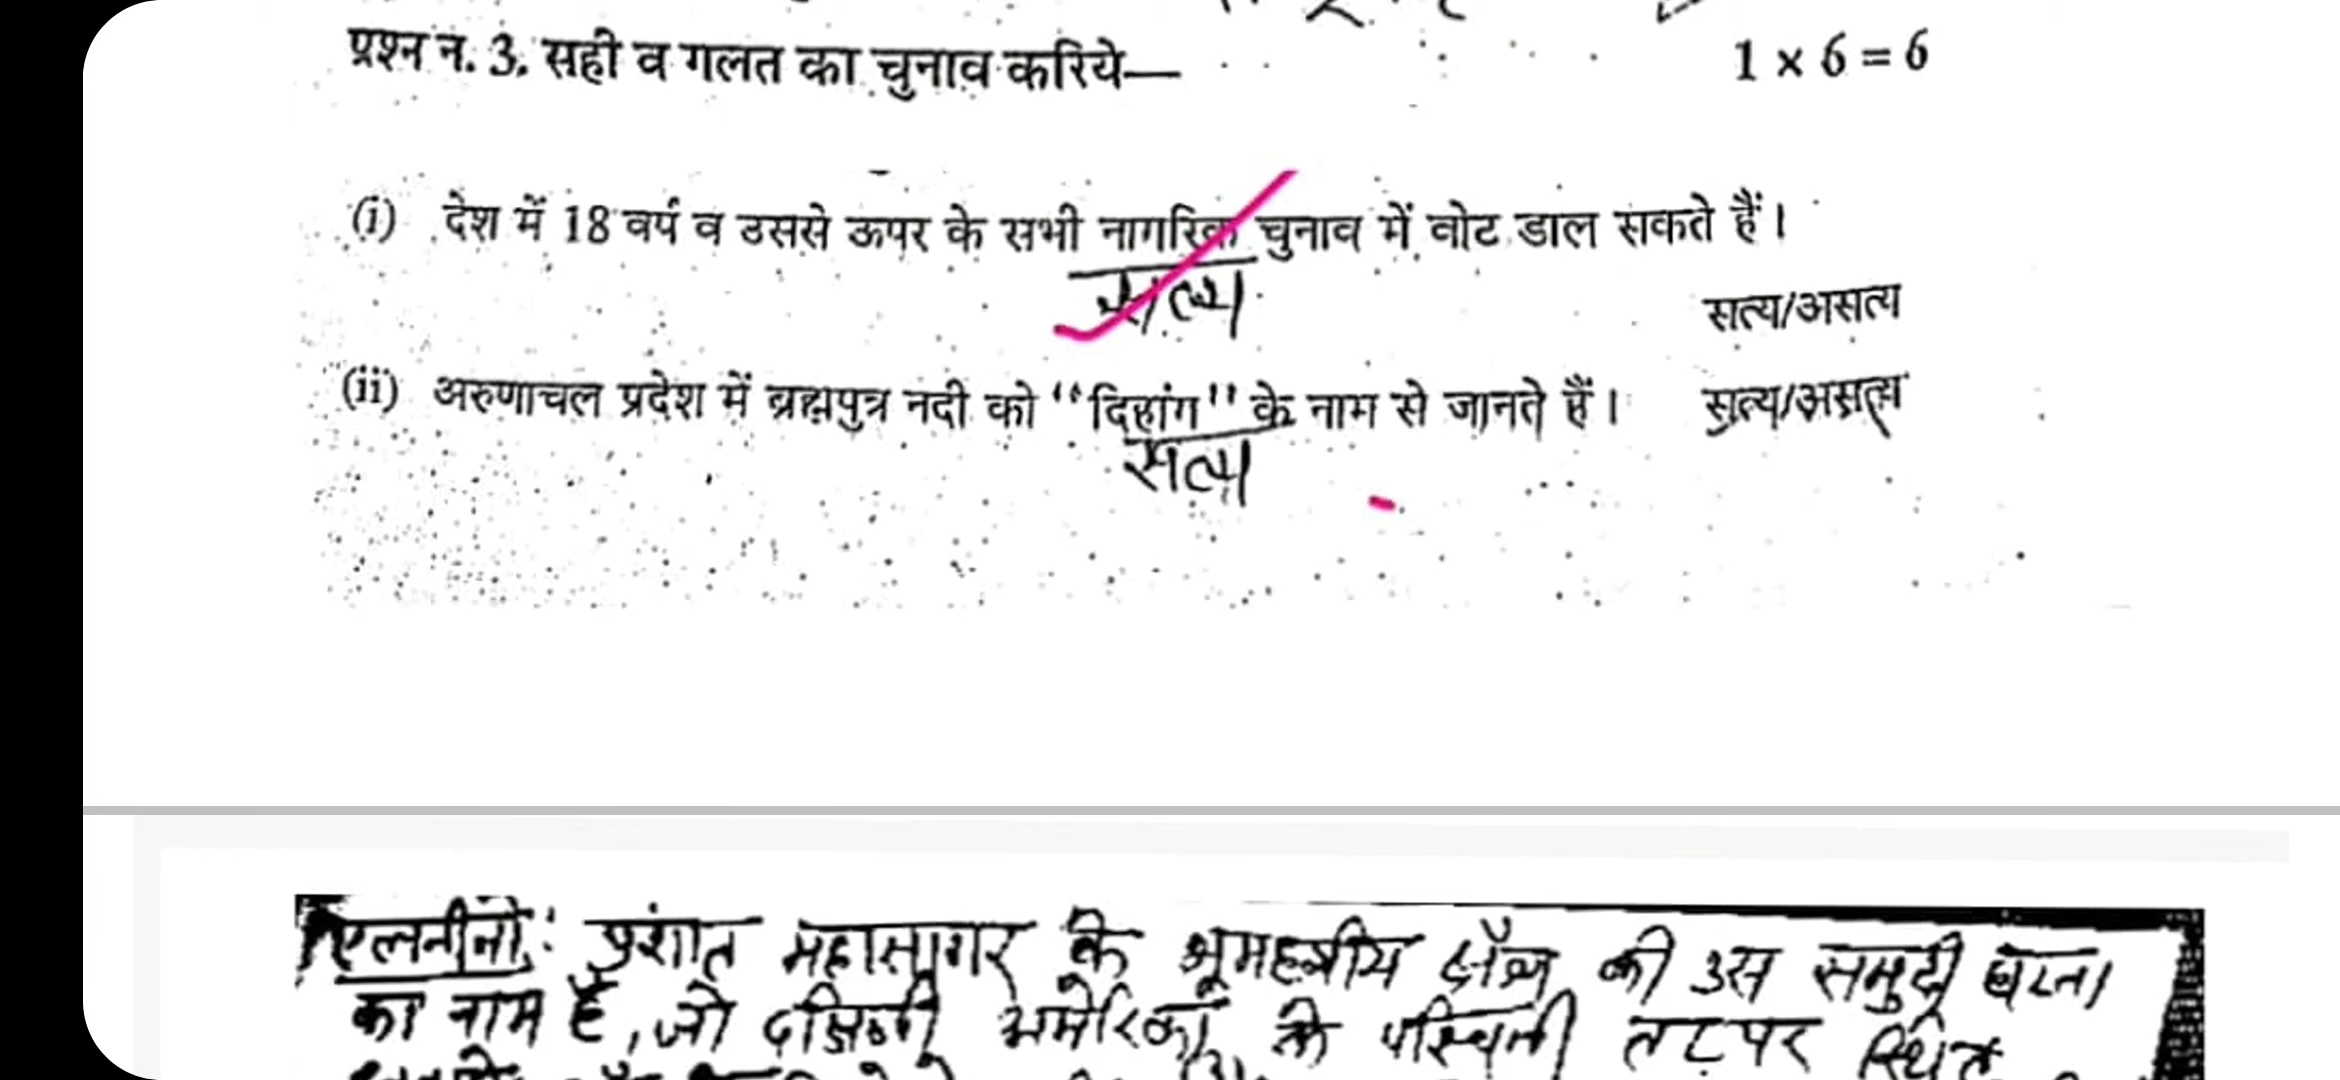 प्रश्न न. 3. सही व गलत का चुनाव करिये— 1 × 6 = 6
(i) देश में 18 वर्ष व उससे ऊपर के सभी नागरिक चुनाव में वोट डाल सकते हैं।
सत्य
सत्य/असत्य
(ii) अरुणाचल प्रदेश में ब्रह्मपुत्र नदी को "दिहांग" के नाम से जानते हैं। सत्य/असत्य
सत्य
एलनीनो: प्रशांत महासागर के भूमध्यीय क्षेत्र की उस समुद्री घटना
का नाम है, जो दक्षिणी अमेरिका के पश्चिमी तट पर स्थित